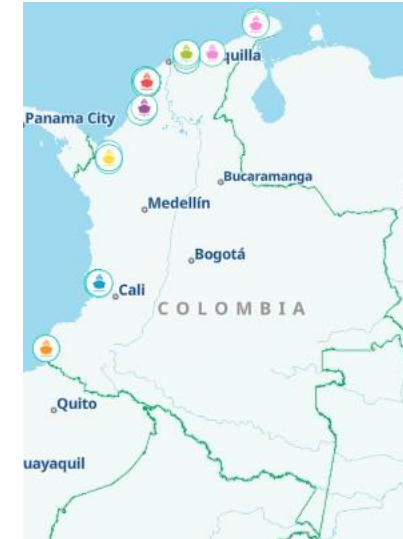 quilla
Panama City
Bucaramanga
Medellín
Bogotá
Cali
COLOMBIA
Quito
uayaquil